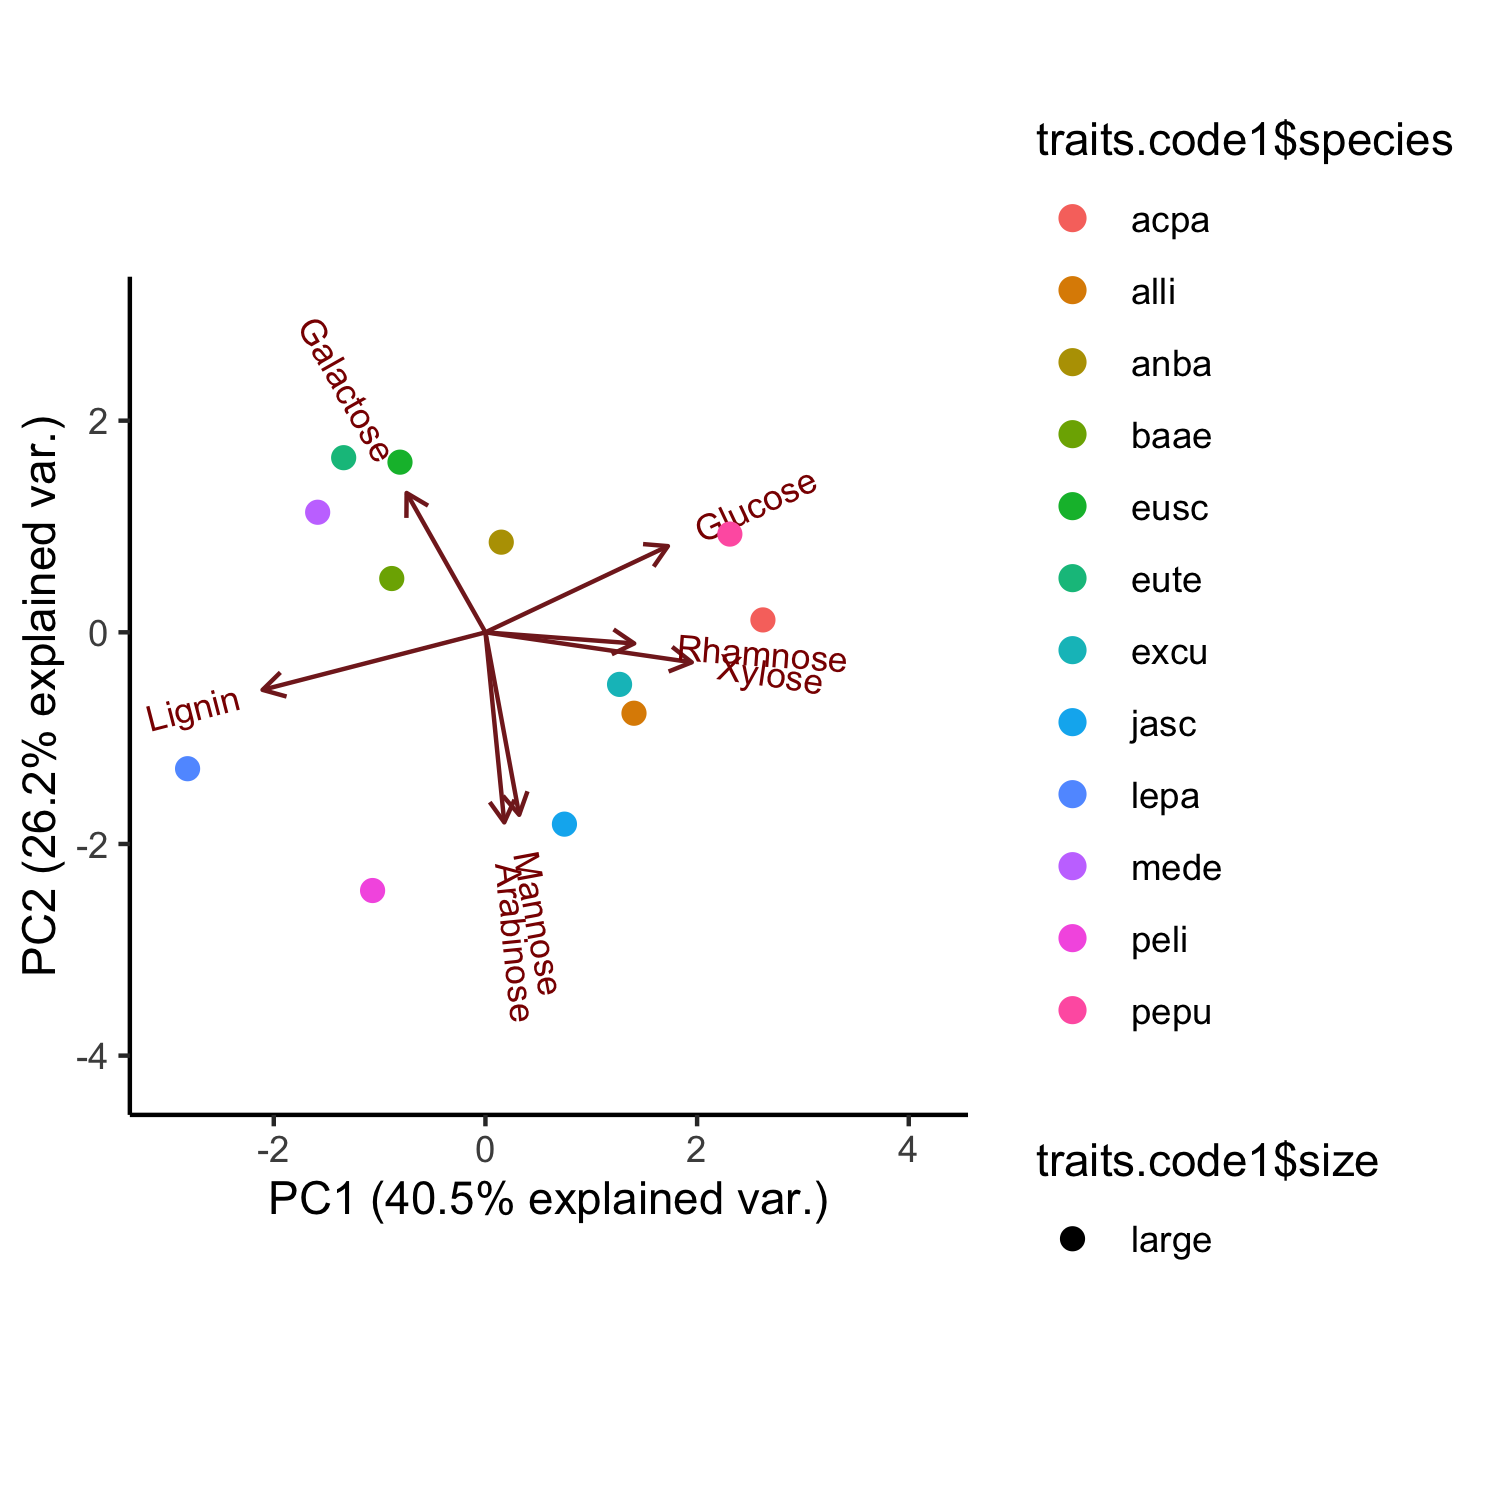 traits.code1$species
acpa
alli
anba
baae
eusc
eute
excu
jasc
lepa
mede
peli
pepu
traits.code1$size
large
PC2 (26.2% explained var.)
2
0
-2
-4
Galactose
Glucose
Rhamnose
Xylose
Lignin
Mannose
Arabinose
-2
0
2
4
PC1 (40.5% explained var.)